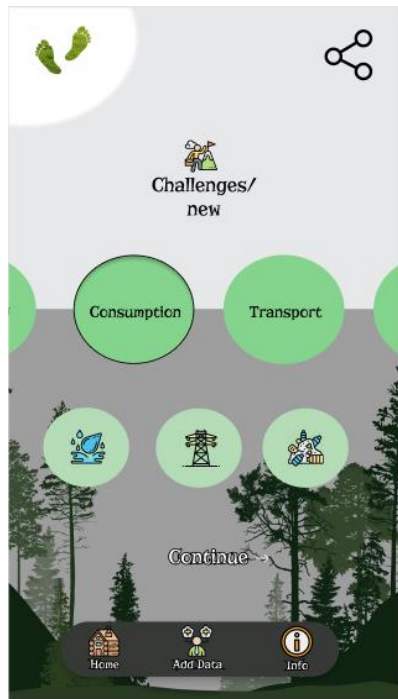 Challenges/
new
Consumption
Transport
Continue
Home
Add Data
Info